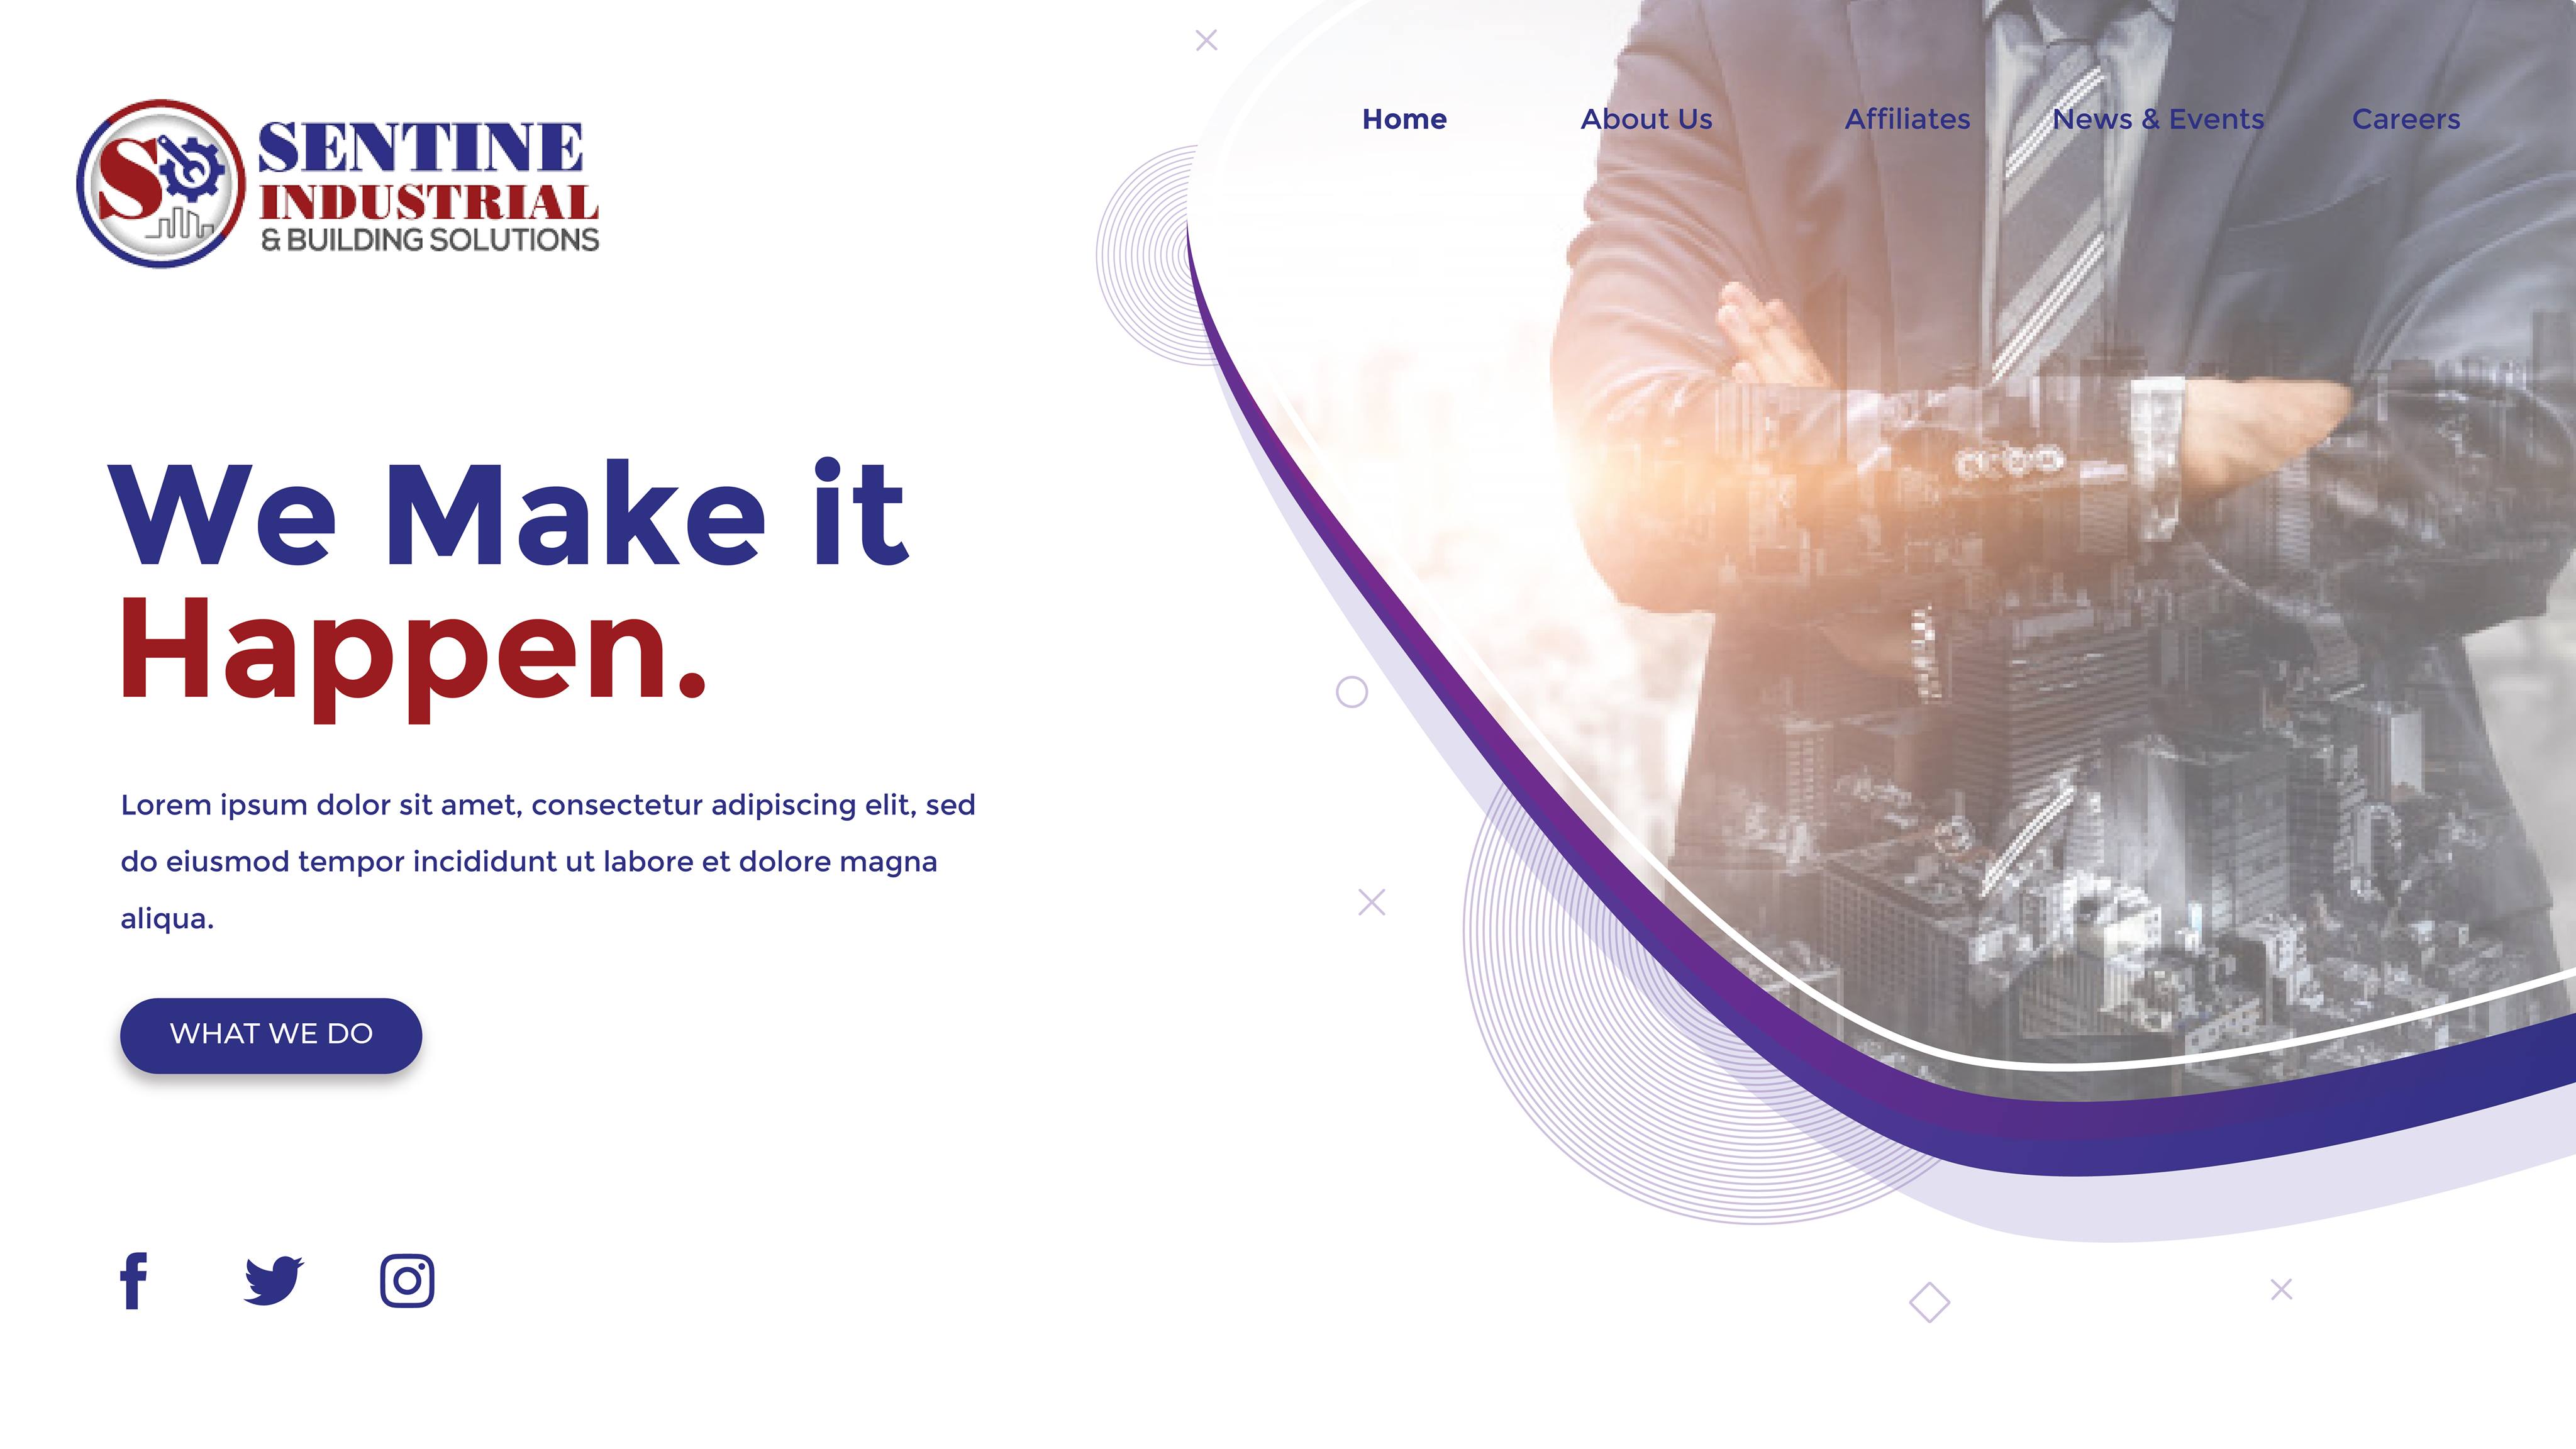 SENTINE
INDUSTRIAL
& BUILDING SOLUTIONS
Home About Us Affiliates News & Events Careers
We Make it
Happen.
Lorem ipsum dolor sit amet, consectetur adipiscing elit, sed
do eiusmod tempor incididunt ut labore et dolore magna
aliqua.
WHAT WE DO